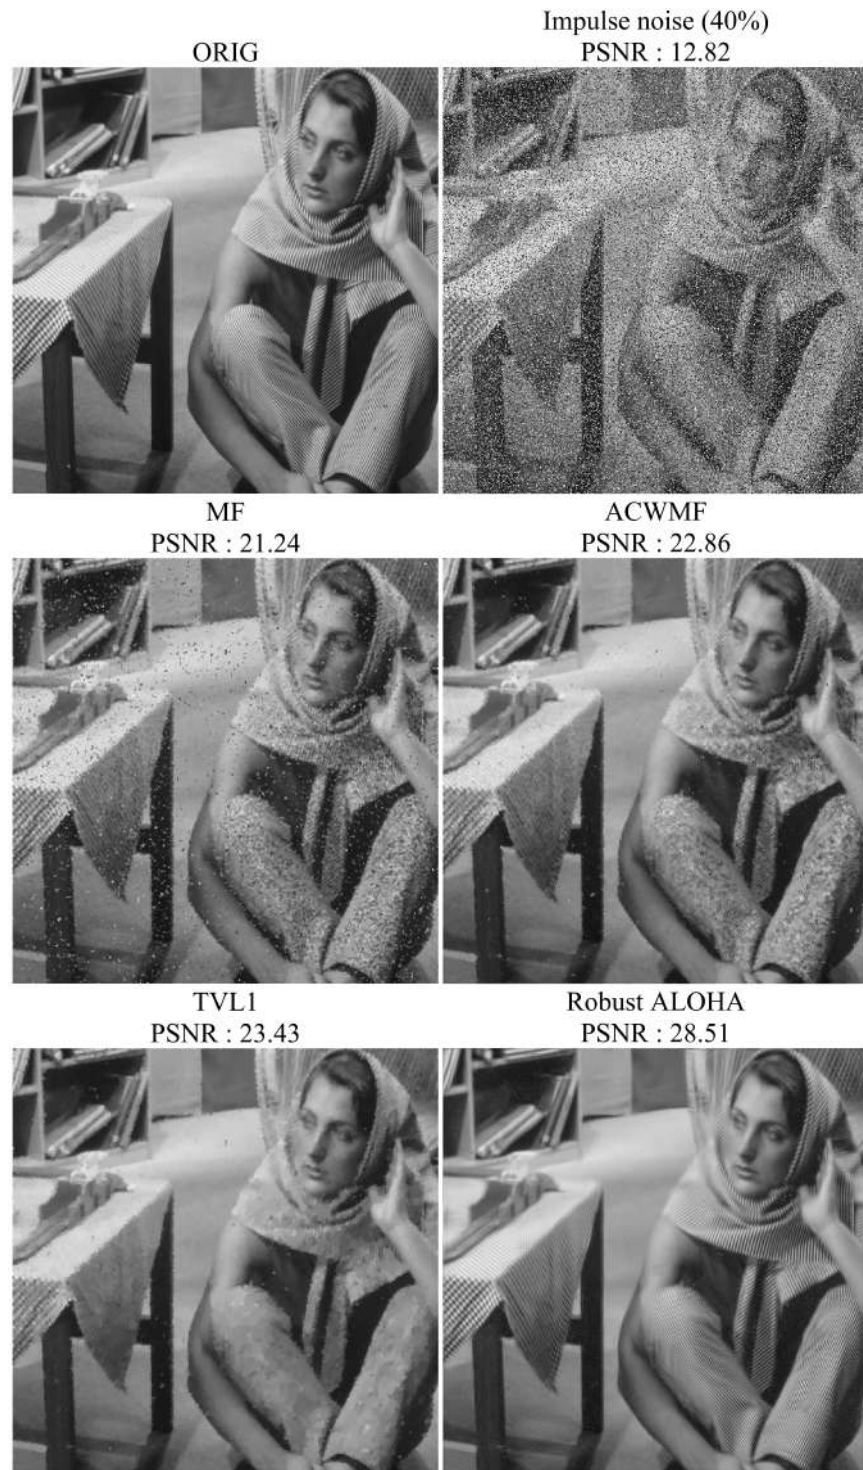 ORIG
Impulse noise (40%)
PSNR : 12.82
MF
PSNR : 21.24
ACWMF
PSNR : 22.86
TVL1
PSNR : 23.43
Robust ALOHA
PSNR : 28.51